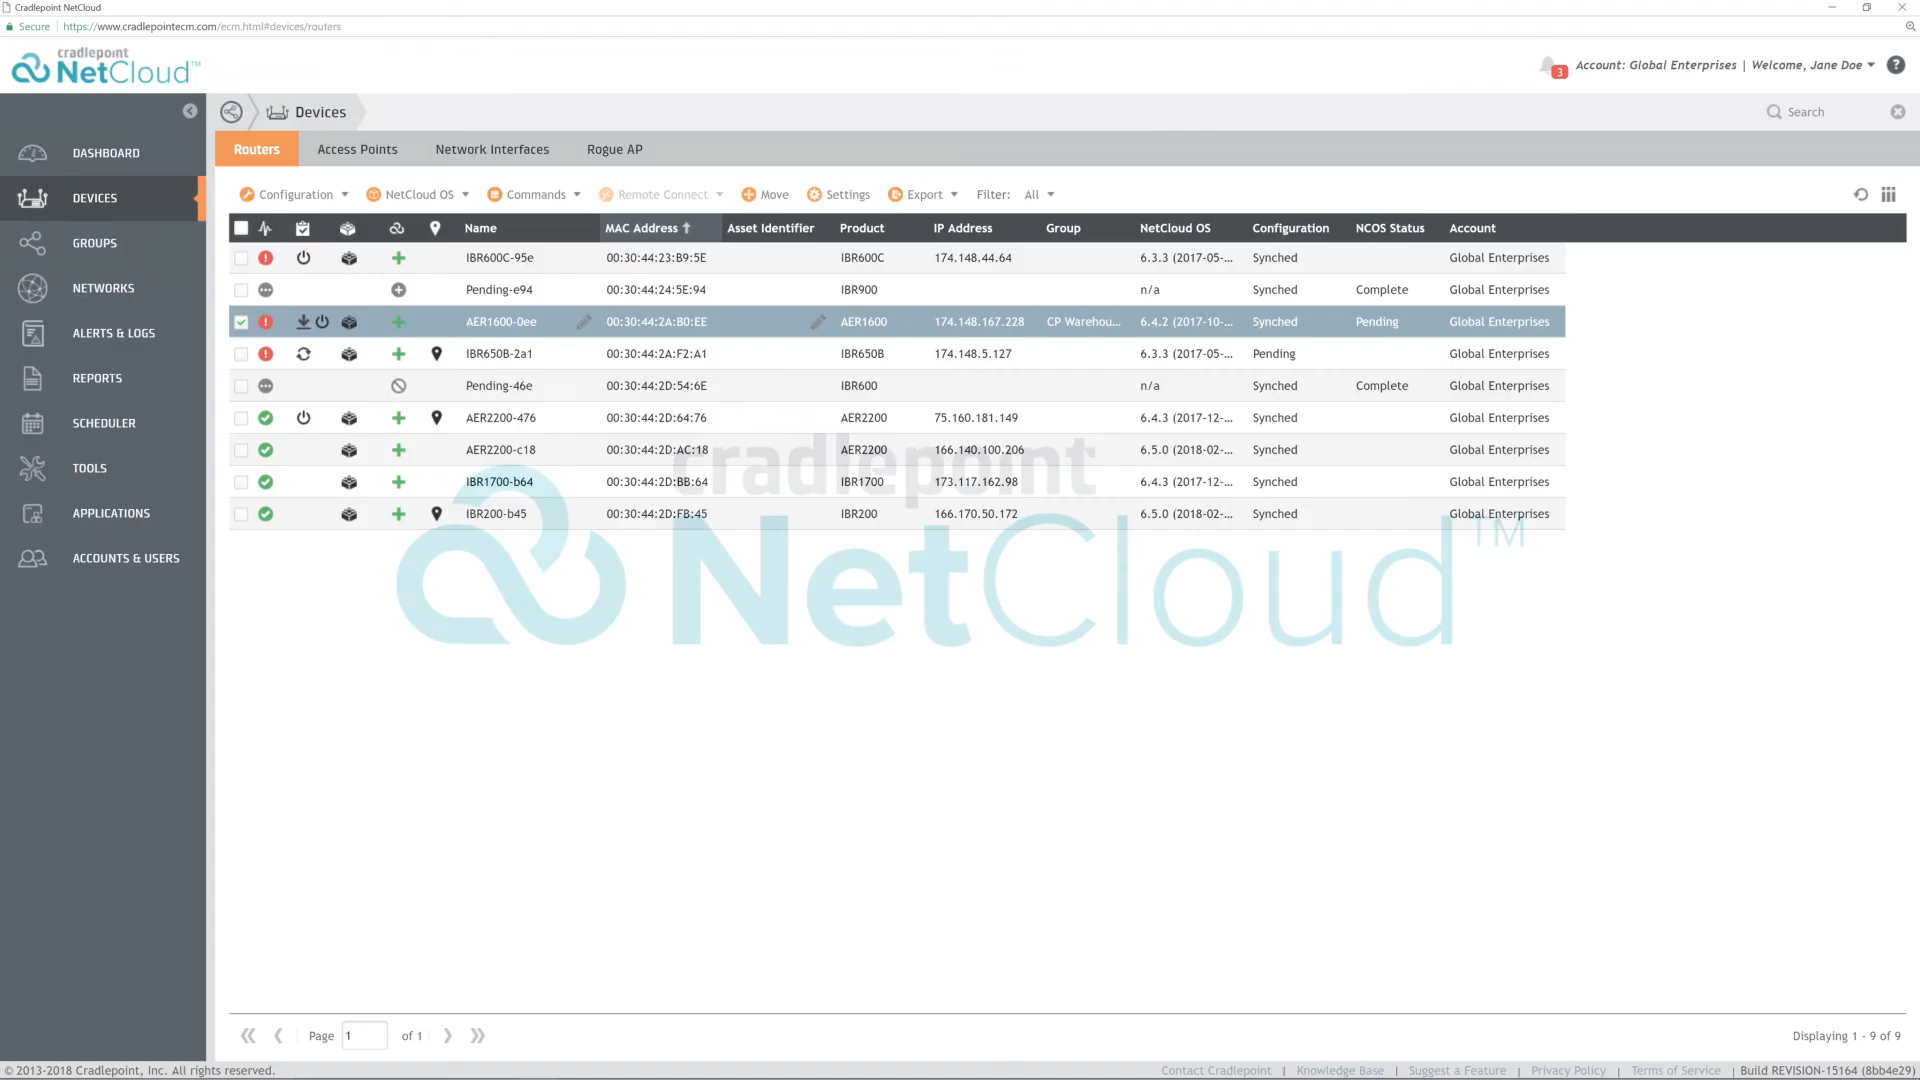 Cradlepoint NetCloud
Secure https://www.cradlepointecm.com/ecm.html#devices/routers
cradlepoint
NetCloud™
3
Account: Global Enterprises | Welcome, Jane Doe
?
Devices
Search
Routers Access Points Network Interfaces Rogue AP
DASHBOARD
DEVICES
GROUPS
NETWORKS
ALERTS & LOGS
REPORTS
SCHEDULER
TOOLS
APPLICATIONS
ACCOUNTS & USERS
Configuration NetCloud OS Commands Remote Connect Move Settings Export Filter: All
Name MAC Address Asset Identifier Product IP Address Group NetCloud OS Configuration NCOS Status Account
IBR600C-95e 00:30:44:23:B9:5E IBR600C 174.148.44.64 6.3.3 (2017-05-... Synched Global Enterprises
Pending-e94 00:30:44:24:5E:94 IBR900 n/a Synched Complete Global Enterprises
AER1600-0ee 00:30:44:2A:B0:EE AER1600 174.148.167.228 CP Warehou... 6.4.2 (2017-10-... Synched Pending Global Enterprises
IBR650B-2a1 00:30:44:2A:F2:A1 IBR650B 174.148.5.127 6.3.3 (2017-05-... Pending Global Enterprises
Pending-46e 00:30:44:2D:54:6E IBR600 n/a Synched Complete Global Enterprises
AER2200-476 00:30:44:2D:64:76 AER2200 75.160.181.149 6.4.3 (2017-12-... Synched Global Enterprises
AER2200-c18 00:30:44:2D:AC:18 AER2200 166.140.100.206 6.5.0 (2018-02-... Synched Global Enterprises
IBR1700-b64 00:30:44:2D:BB:64 IBR1700 173.117.162.98 6.4.3 (2017-12-... Synched Global Enterprises
IBR200-b45 00:30:44:2D:FB:45 IBR200 166.170.50.172 6.5.0 (2018-02-... Synched Global Enterprises
cradlepoint
NetCloud™
Page 1 of 1
Displaying 1 - 9 of 9
© 2013-2018 Cradlepoint, Inc. All rights reserved.
Contact Cradlepoint | Knowledge Base | Suggest a Feature | Privacy Policy | Terms of Service | Build REVISION-15164 (8bb4e29)